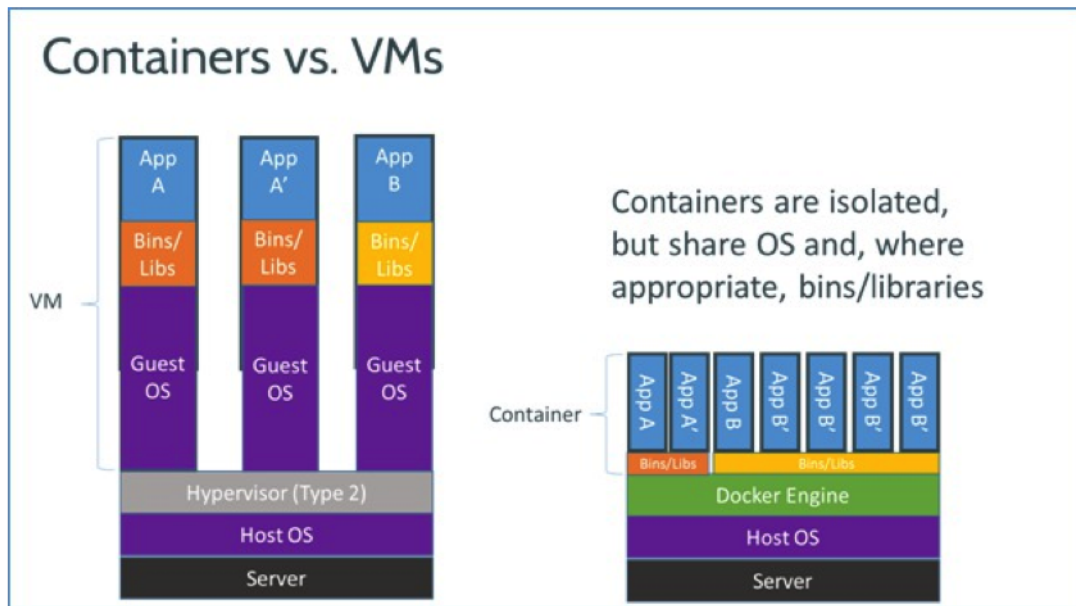 Containers vs. VMs
VM
App
A
Bins/
Libs
Guest
OS
App
A'
Bins/
Libs
Guest
OS
App
B
Bins/
Libs
Guest
OS
Hypervisor (Type 2)
Host OS
Server
Containers are isolated,
but share OS and, where
appropriate, bins/libraries
Container
App A
App A'
App B
App B'
App B'
App B'
App B'
Bins/Libs
Bins/Libs
Docker Engine
Host OS
Server